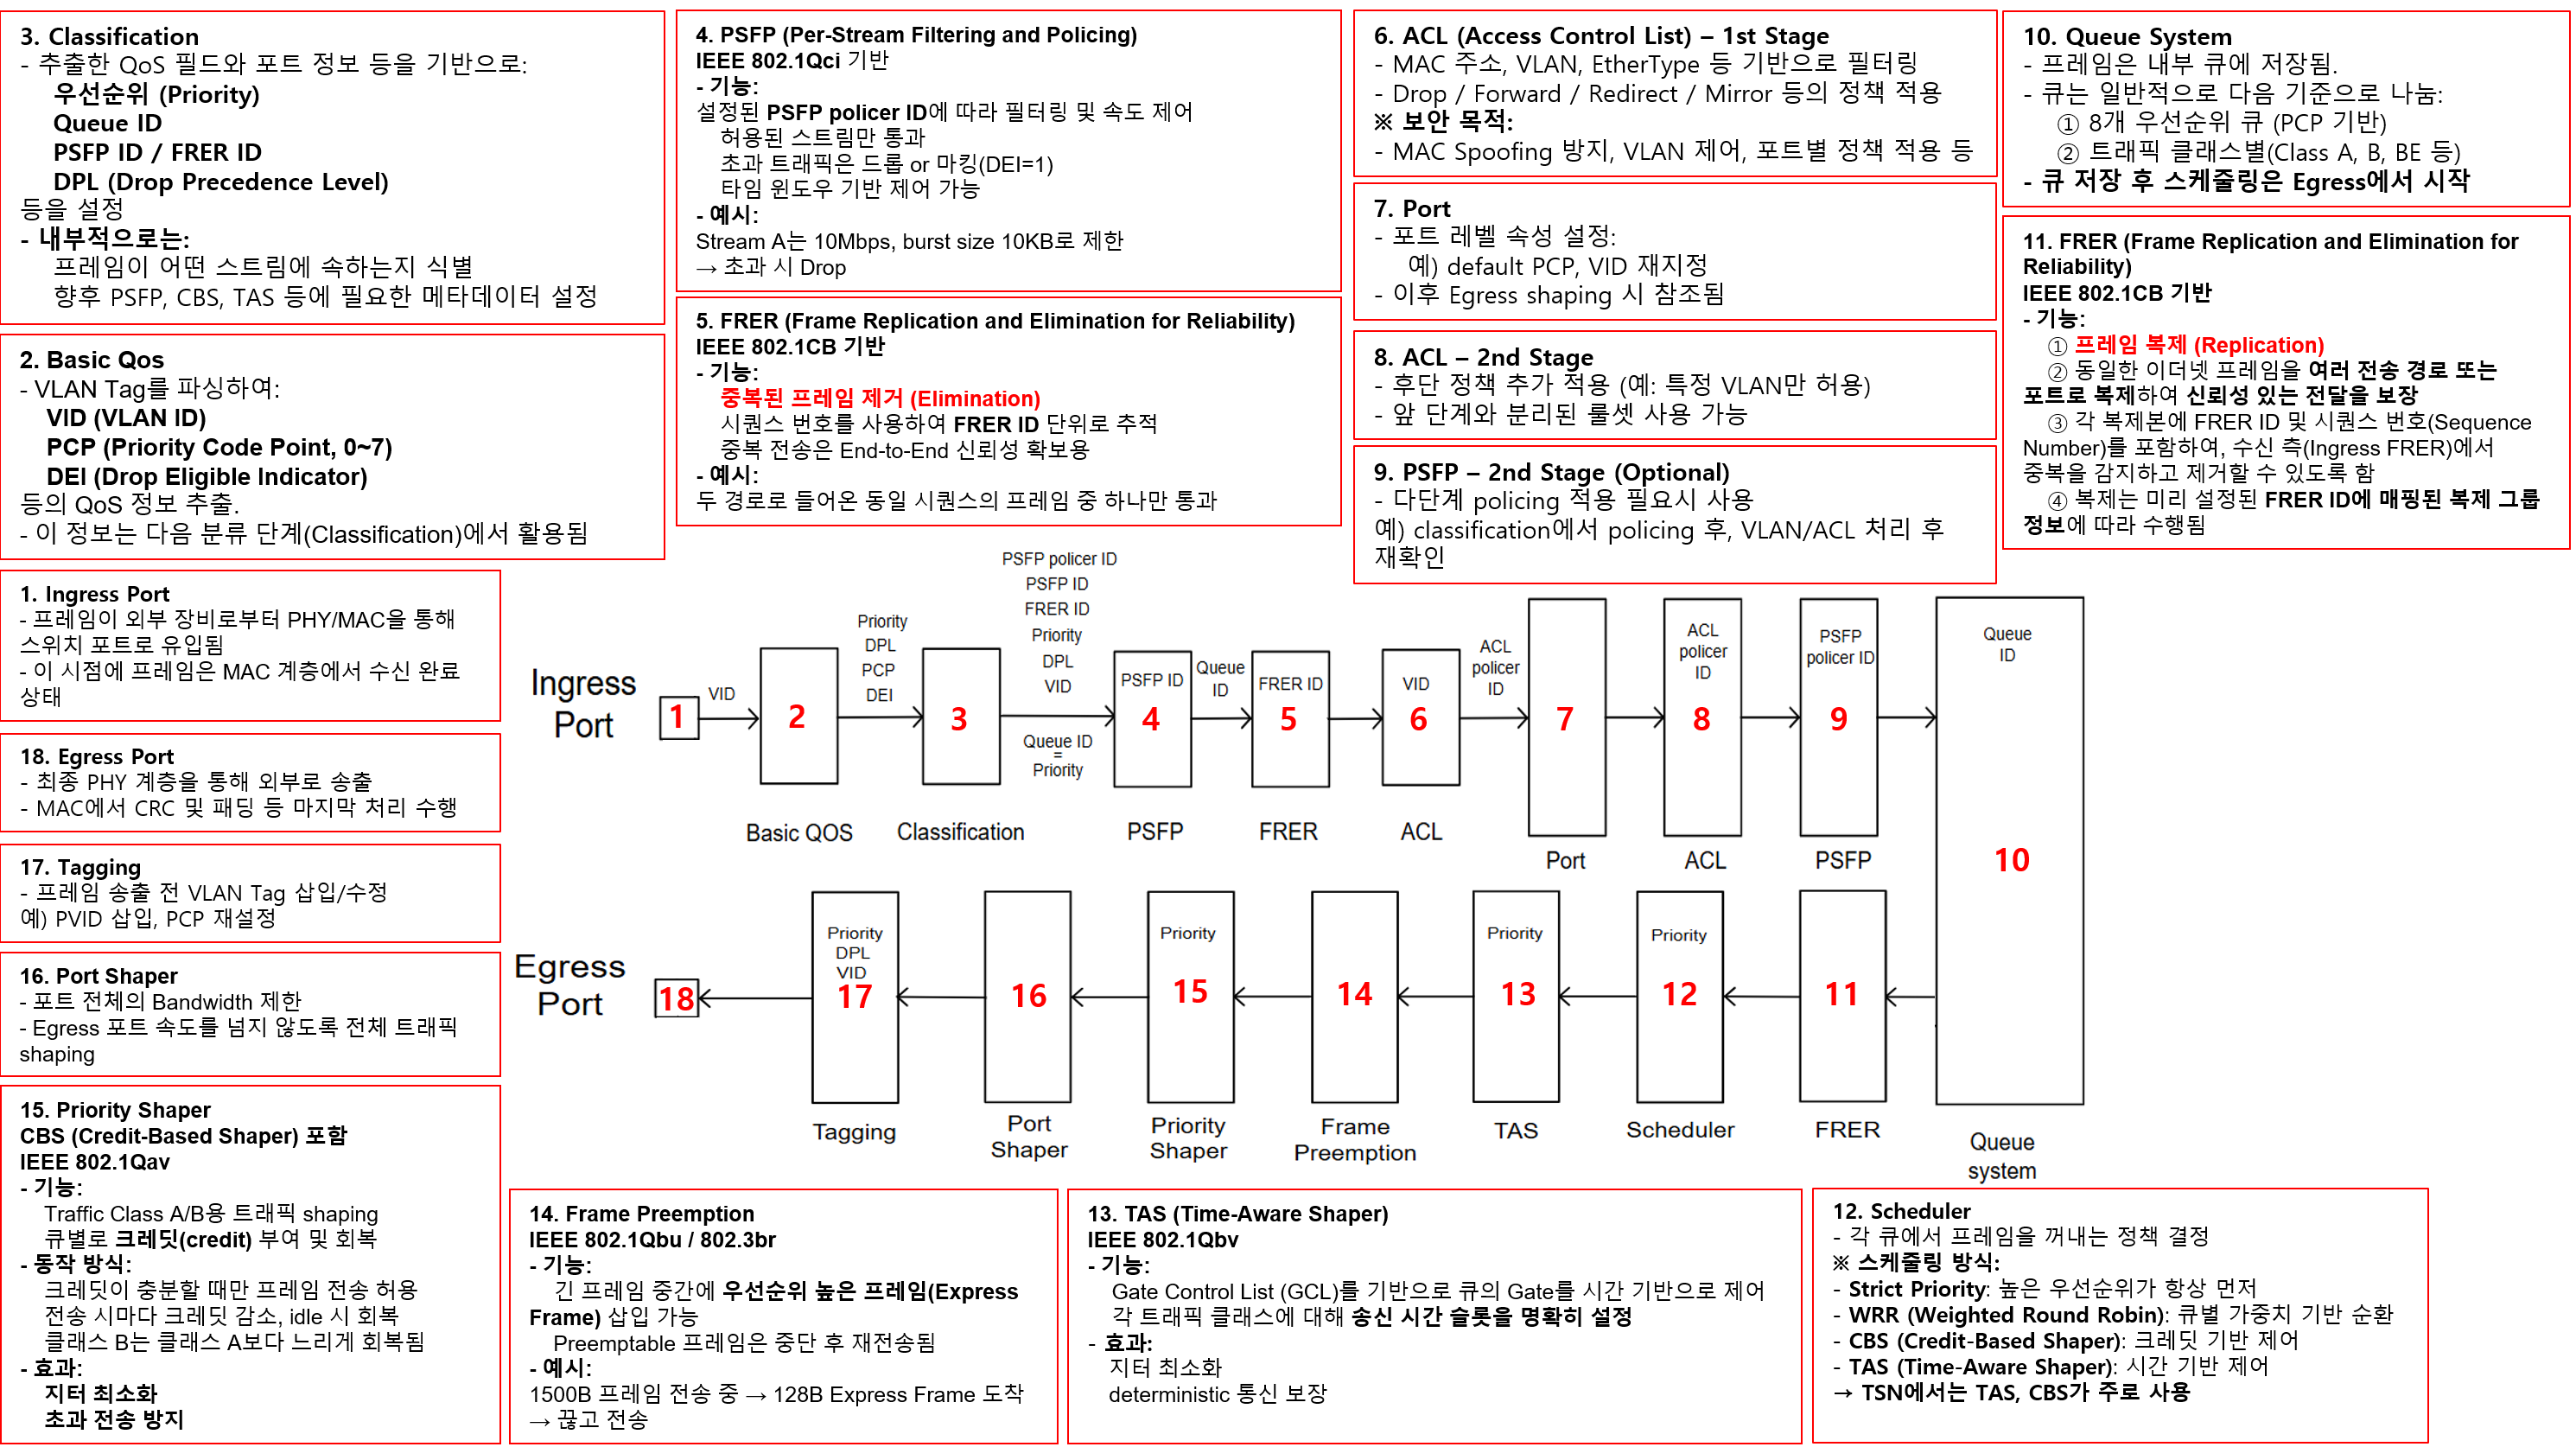 3. Classification
- 추출한 QoS 필드와 포트 정보 등을 기반으로:
우선순위 (Priority)
Queue ID
PSFP ID / FRER ID
DPL (Drop Precedence Level)
등을 설정
- 내부적으로는:
프레임이 어떤 스트림에 속하는지 식별
향후 PSFP, CBS, TAS 등에 필요한 메타데이터 설정
2. Basic Qos
- VLAN Tag를 파싱하여:
VID (VLAN ID)
PCP (Priority Code Point, 0~7)
DEI (Drop Eligible Indicator)
등의 QoS 정보 추출.
- 이 정보는 다음 분류 단계(Classification)에서 활용됨
1. Ingress Port
- 프레임이 외부 장비로부터 PHY/MAC을 통해
스위치 포트로 유입됨
- 이 시점에 프레임은 MAC 계층에서 수신 완료
상태
18. Egress Port
- 최종 PHY 계층을 통해 외부로 송출
- MAC에서 CRC 및 패딩 등 마지막 처리 수행
17. Tagging
- 프레임 송출 전 VLAN Tag 삽입/수정
예) PVID 삽입, PCP 재설정
16. Port Shaper
- 포트 전체의 Bandwidth 제한
- Egress 포트 속도를 넘지 않도록 전체 트래픽
shaping
15. Priority Shaper
CBS (Credit-Based Shaper) 포함
IEEE 802.1Qav
- 기능:
Traffic Class A/B용 트래픽 shaping
큐별로 크레딧(credit) 부여 및 회복
- 동작 방식:
크레딧이 충분할 때만 프레임 전송 허용
전송 시마다 크레딧 감소, idle 시 회복
클래스 B는 클래스 A보다 느리게 회복됨
- 효과:
지터 최소화
초과 전송 방지
4. PSFP (Per-Stream Filtering and Policing)
IEEE 802.1Qci 기반
- 기능:
설정된 PSFP policer ID에 따라 필터링 및 속도 제어
허용된 스트림만 통과
초과 트래픽은 드롭 or 마킹(DEI=1)
타임 윈도우 기반 제어 가능
- 예시:
Stream A는 10Mbps, burst size 10KB로 제한
→ 초과 시 Drop
5. FRER (Frame Replication and Elimination for Reliability)
IEEE 802.1CB 기반
- 기능:
중복된 프레임 제거 (Elimination)
시퀀스 번호를 사용하여 FRER ID 단위로 추적
중복 전송은 End-to-End 신뢰성 확보용
- 예시:
두 경로로 들어온 동일 시퀀스의 프레임 중 하나만 통과
6. ACL (Access Control List) – 1st Stage
- MAC 주소, VLAN, EtherType 등 기반으로 필터링
- Drop / Forward / Redirect / Mirror 등의 정책 적용
※ 보안 목적:
- MAC Spoofing 방지, VLAN 제어, 포트별 정책 적용 등
7. Port
- 포트 레벨 속성 설정:
예) default PCP, VID 재지정
- 이후 Egress shaping 시 참조됨
8. ACL – 2nd Stage
- 후단 정책 추가 적용 (예: 특정 VLAN만 허용)
- 앞 단계와 분리된 룰셋 사용 가능
9. PSFP – 2nd Stage (Optional)
- 다단계 policing 적용 필요시 사용
예) classification에서 policing 후, VLAN/ACL 처리 후
재확인
10. Queue System
- 프레임은 내부 큐에 저장됨.
- 큐는 일반적으로 다음 기준으로 나눔:
① 8개 우선순위 큐 (PCP 기반)
② 트래픽 클래스별(Class A, B, BE 등)
- 큐 저장 후 스케줄링은 Egress에서 시작
11. FRER (Frame Replication and Elimination for
Reliability)
IEEE 802.1CB 기반
- 기능:
① 프레임 복제 (Replication)
② 동일한 이더넷 프레임을 여러 전송 경로 또는
포트로 복제하여 신뢰성 있는 전달을 보장
③ 각 복제본에 FRER ID 및 시퀀스 번호(Sequence
Number)를 포함하여, 수신 측(Ingress FRER)에서
중복을 감지하고 제거할 수 있도록 함
④ 복제는 미리 설정된 FRER ID에 매핑된 복제 그룹
정보에 따라 수행됨
Ingress
Port
1
VID
2
Basic QOS
Priority
DPL
PCP
DEI
3
Classification
PSFP policer ID
PSFP ID
FRER ID
Priority
DPL
VID
Queue ID
=
Priority
PSFP ID
4
PSFP
Queue
ID
FRER ID
5
FRER
VID
6
ACL
ACL
policer
ID
7
Port
ACL
policer
ID
8
ACL
PSFP
policer ID
9
PSFP
Queue
ID
10
Queue
system
Egress
Port
18
Priority
DPL
VID
17
Tagging
16
Port
Shaper
Priority
15
Priority
Shaper
14
Frame
Preemption
Priority
13
TAS
Priority
12
Scheduler
11
FRER
14. Frame Preemption
IEEE 802.1Qbu / 802.3br
- 기능:
긴 프레임 중간에 우선순위 높은 프레임(Express
Frame) 삽입 가능
Preemptable 프레임은 중단 후 재전송됨
- 예시:
1500B 프레임 전송 중 → 128B Express Frame 도착
→ 끊고 전송
13. TAS (Time-Aware Shaper)
IEEE 802.1Qbv
- 기능:
Gate Control List (GCL)를 기반으로 큐의 Gate를 시간 기반으로 제어
각 트래픽 클래스에 대해 송신 시간 슬롯을 명확히 설정
- 효과:
지터 최소화
deterministic 통신 보장
12. Scheduler
- 각 큐에서 프레임을 꺼내는 정책 결정
※ 스케줄링 방식:
- Strict Priority: 높은 우선순위가 항상 먼저
- WRR (Weighted Round Robin): 큐별 가중치 기반 순환
- CBS (Credit-Based Shaper): 크레딧 기반 제어
- TAS (Time-Aware Shaper): 시간 기반 제어
→ TSN에서는 TAS, CBS가 주로 사용